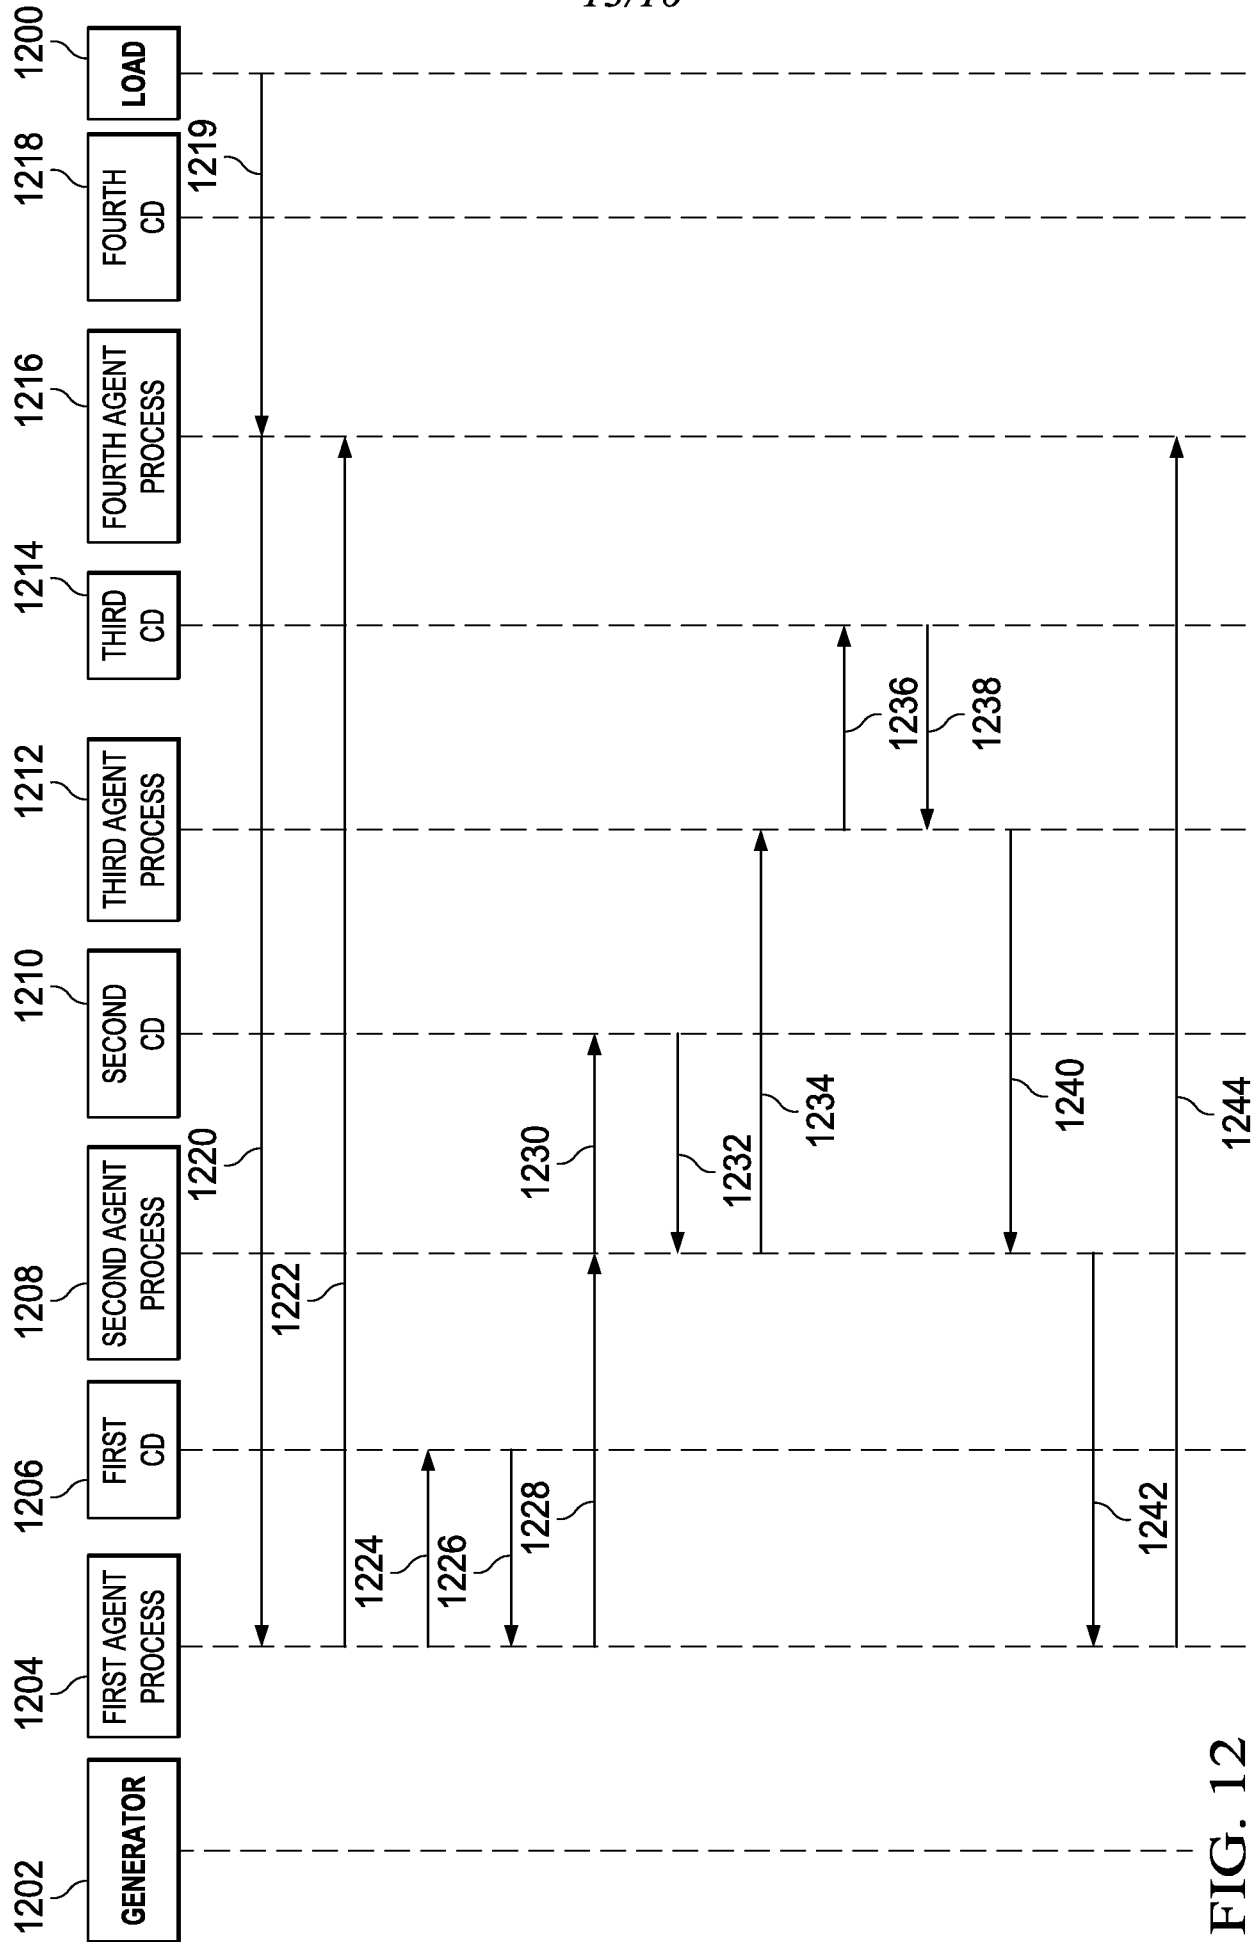 13/16
1202
GENERATOR
1204
FIRST AGENT
PROCESS
1206
FIRST
CD
1208
SECOND AGENT
PROCESS
1210
SECOND
CD
1212
THIRD AGENT
PROCESS
1214
THIRD
CD
1216
FOURTH AGENT
PROCESS
1218
FOURTH
CD
1200
LOAD
1219
1220
1222
1224
1226
1228
1230
1232
1234
1236
1238
1240
1242
1244
FIG. 12